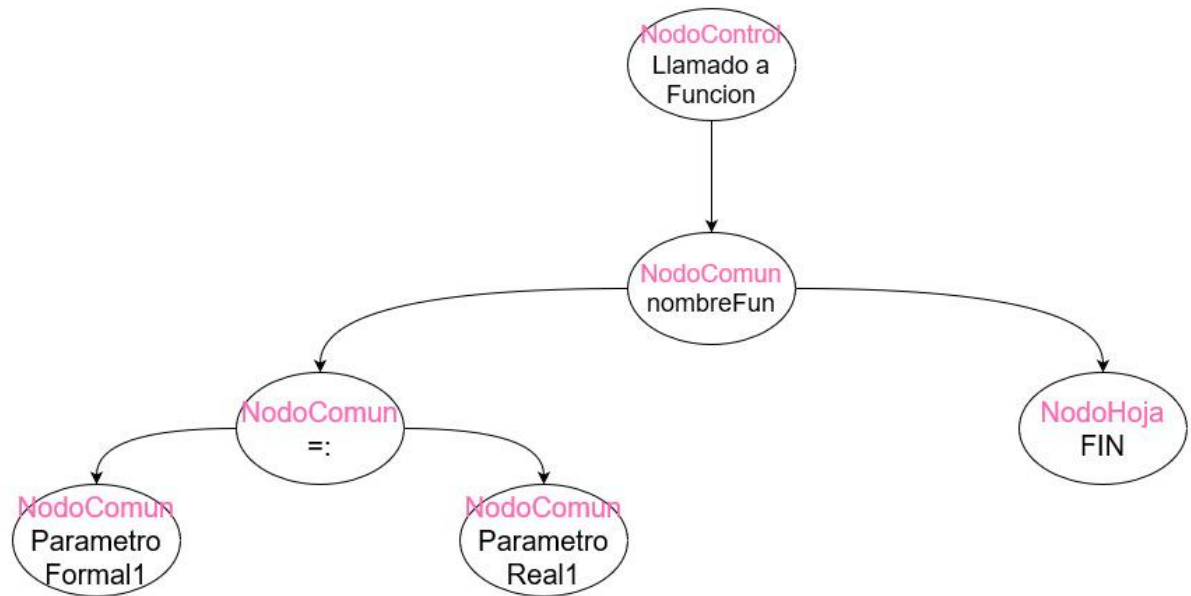 NodoControl
Llamado a
Funcion
NodoComun
nombreFun
NodoComun
=:
NodoHoja
FIN
NodoComun
Parametro
Formal1
NodoComun
Parametro
Real1